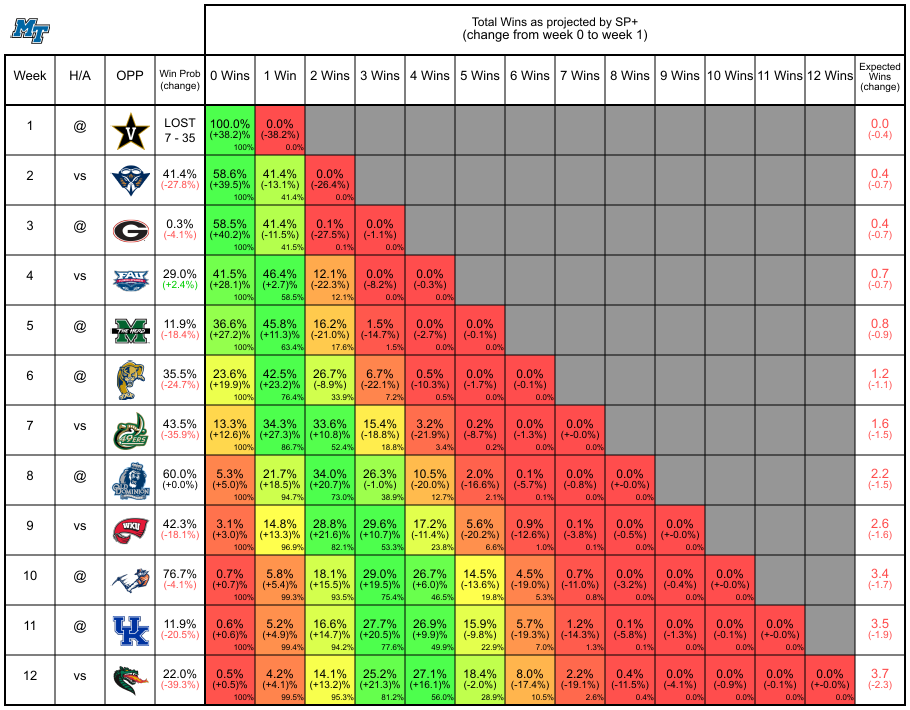 MT
Total Wins as projected by SP+
(change from week 0 to week 1)
Week H/A OPP Win Prob (change) 0 Wins 1 Win 2 Wins 3 Wins 4 Wins 5 Wins 6 Wins 7 Wins 8 Wins 9 Wins 10 Wins 11 Wins 12 Wins Expected Wins (change)
1 @ V LOST 100.0% 0.0% 0.0
7 - 35 (+38.2)% (-38.2)% (-0.4)
100% 0.0%
2 vs 41.4% 58.6% 41.4% 0.0% 0.4
(-27.8%) (+39.5)% (-13.1)% (-26.4)% (-0.7)
100% 41.4% 0.0%
3 @ G 0.3% 58.5% 41.4% 0.1% 0.0% 0.4
(-4.1%) (+40.2)% (-11.5)% (-27.5)% (-1.1)% (-0.7)
100% 41.5% 0.1% 0.0%
4 vs FAU 29.0% 41.5% 46.4% 12.1% 0.0% 0.0% 0.7
(+2.4%) (+28.1)% (+2.7)% (-22.3)% (-8.2)% (-0.3)% (-0.7)
100% 58.5% 12.1% 0.0% 0.0%
5 @ M THE HERD 11.9% 36.6% 45.8% 16.2% 1.5% 0.0% 0.0% 0.8
(-18.4%) (+27.2)% (+11.3)% (-21.0)% (-14.7)% (-2.7)% (-0.1)% (-0.9)
100% 63.4% 17.6% 1.5% 0.0% 0.0%
6 @ 35.5% 23.6% 42.5% 26.7% 6.7% 0.5% 0.0% 0.0% 1.2
(-24.7%) (+19.9)% (+23.2)% (-8.9)% (-22.1)% (-10.3)% (-1.7)% (-0.1)% (-1.1)
100% 76.4% 33.9% 7.2% 0.5% 0.0% 0.0%
7 vs C 49ERS 43.5% 13.3% 34.3% 33.6% 15.4% 3.2% 0.2% 0.0% 0.0% 1.6
(-35.9%) (+12.6)% (+27.3)% (+10.8)% (-18.8)% (-21.9)% (-8.7)% (-1.3)% (+-0.0)% (-1.5)
100% 86.7% 52.4% 18.8% 3.4% 0.2% 0.0% 0.0%
8 @ OLD DOMINION 60.0% 5.3% 21.7% 34.0% 26.3% 10.5% 2.0% 0.1% 0.0% 0.0% 2.2
(+0.0%) (+5.0)% (+18.5)% (+20.7)% (-1.0)% (-20.0)% (-16.6)% (-5.7)% (-0.8)% (+-0.0)% (-1.5)
100% 94.7% 73.0% 38.9% 12.7% 2.1% 0.1% 0.0% 0.0%
9 vs WKU 42.3% 3.1% 14.8% 28.8% 29.6% 17.2% 5.6% 0.9% 0.1% 0.0% 0.0% 2.6
(-18.1%) (+3.0)% (+13.3)% (+21.6)% (+10.7)% (-11.4)% (-20.2)% (-12.6)% (-3.8)% (-0.5)% (+-0.0)% (-1.6)
100% 96.9% 82.1% 53.3% 23.8% 6.6% 1.0% 0.1% 0.0% 0.0%
10 @ 76.7% 0.7% 5.8% 18.1% 29.0% 26.7% 14.5% 4.5% 0.7% 0.0% 0.0% 0.0% 3.4
(-4.1%) (+0.7)% (+5.4)% (+15.5)% (+19.5)% (+6.0)% (-13.6)% (-19.0)% (-11.0)% (-3.2)% (-0.4)% (+-0.0)% (-1.7)
100% 99.3% 93.5% 75.4% 46.5% 19.8% 5.3% 0.8% 0.0% 0.0% 0.0%
11 @ UK 11.9% 0.6% 5.2% 16.6% 27.7% 26.9% 15.9% 5.7% 1.2% 0.1% 0.0% 0.0% 0.0% 3.5
(-20.5%) (+0.6)% (+4.9)% (+14.7)% (+20.5)% (+9.9)% (-9.8)% (-19.3)% (-14.3)% (-5.8)% (-1.3)% (-0.1)% (+-0.0)% (-1.9)
100% 99.4% 94.2% 77.6% 49.9% 22.9% 7.0% 1.3% 0.1% 0.0% 0.0% 0.0%
12 vs 22.0% 0.5% 4.2% 14.1% 25.2% 27.1% 18.4% 8.0% 2.2% 0.4% 0.0% 0.0% 0.0% 0.0% 3.7
(-39.3%) (+0.5)% (+4.1)% (+13.2)% (+21.3)% (+16.1)% (-2.0)% (-17.4)% (-19.1)% (-11.5)% (-4.1)% (-0.9)% (-0.1)% (+-0.0)% (-2.3)
100% 99.5% 95.3% 81.2% 56.0% 28.9% 10.5% 2.6% 0.4% 0.0% 0.0% 0.0% 0.0%